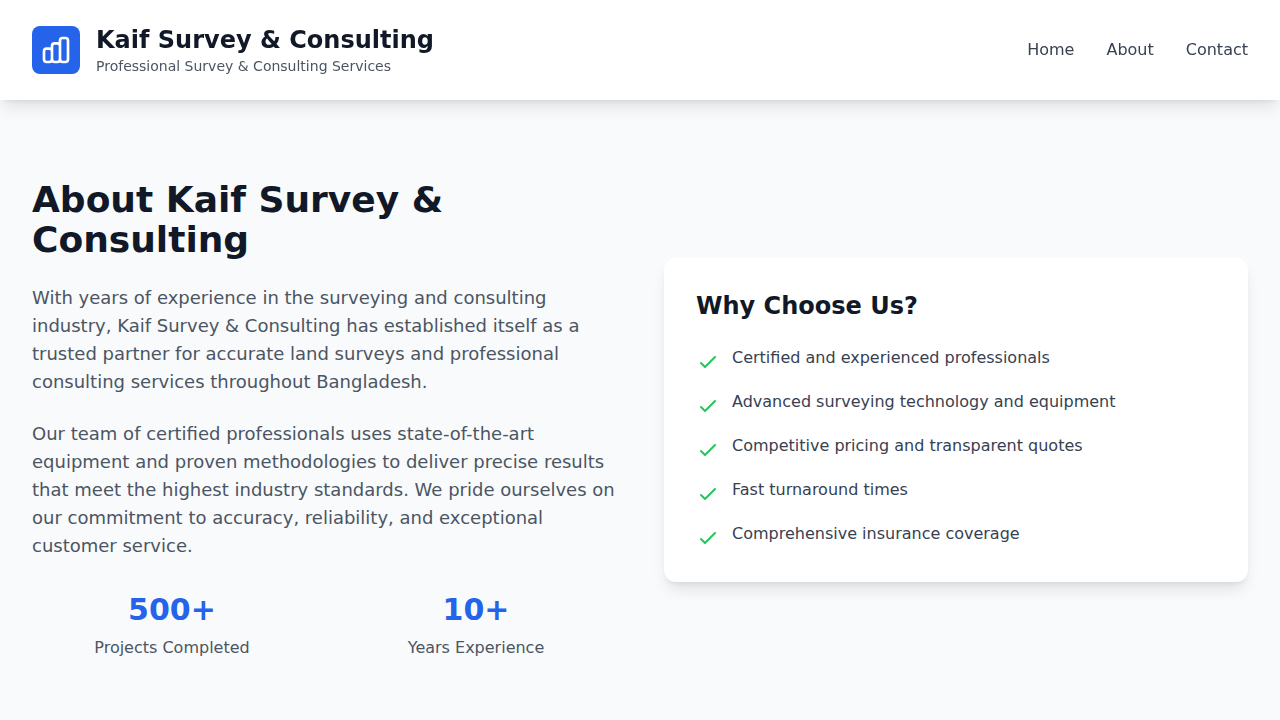 Kaif Survey & Consulting
Professional Survey & Consulting Services
Home
About
Contact
About Kaif Survey &
Consulting
With years of experience in the surveying and consulting
industry, Kaif Survey & Consulting has established itself as a
trusted partner for accurate land surveys and professional
consulting services throughout Bangladesh.
Our team of certified professionals uses state-of-the-art
equipment and proven methodologies to deliver precise results
that meet the highest industry standards. We pride ourselves on
our commitment to accuracy, reliability, and exceptional
customer service.
500+
Projects Completed
10+
Years Experience
Why Choose Us?
Certified and experienced professionals
Advanced surveying technology and equipment
Competitive pricing and transparent quotes
Fast turnaround times
Comprehensive insurance coverage